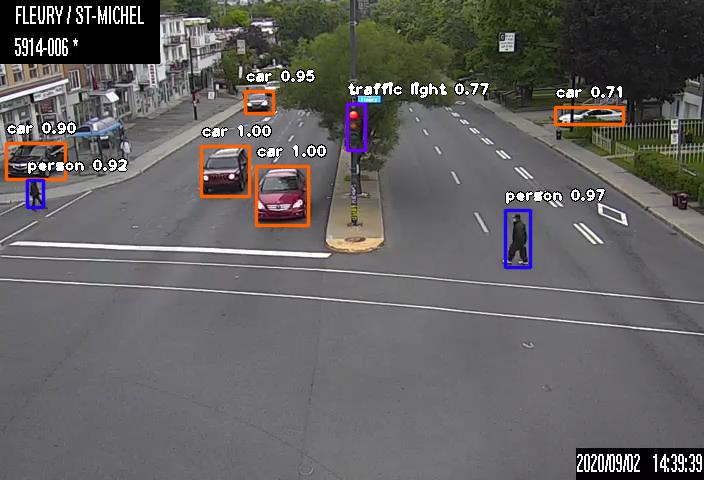 FLEURY / ST-MICHEL
5914-006 *
car 0.95
traffic light 0.77
car 0.71
car 0.90
car 1.00
car 1.00
person 0.92
person 0.97
2020/09/02 14:39:39